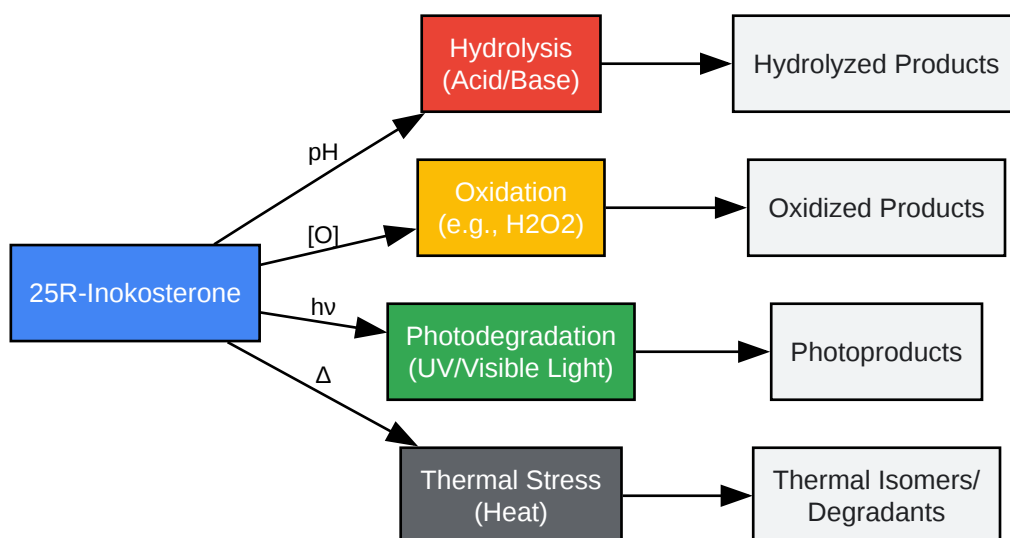 25R-Inokosterone
pH
Hydrolysis
(Acid/Base)
Hydrolyzed Products
[O]
Oxidation
(e.g., H2O2)
Oxidized Products
hν
Photodegradation
(UV/Visible Light)
Photoproducts
Δ
Thermal Stress
(Heat)
Thermal Isomers/
Degradants